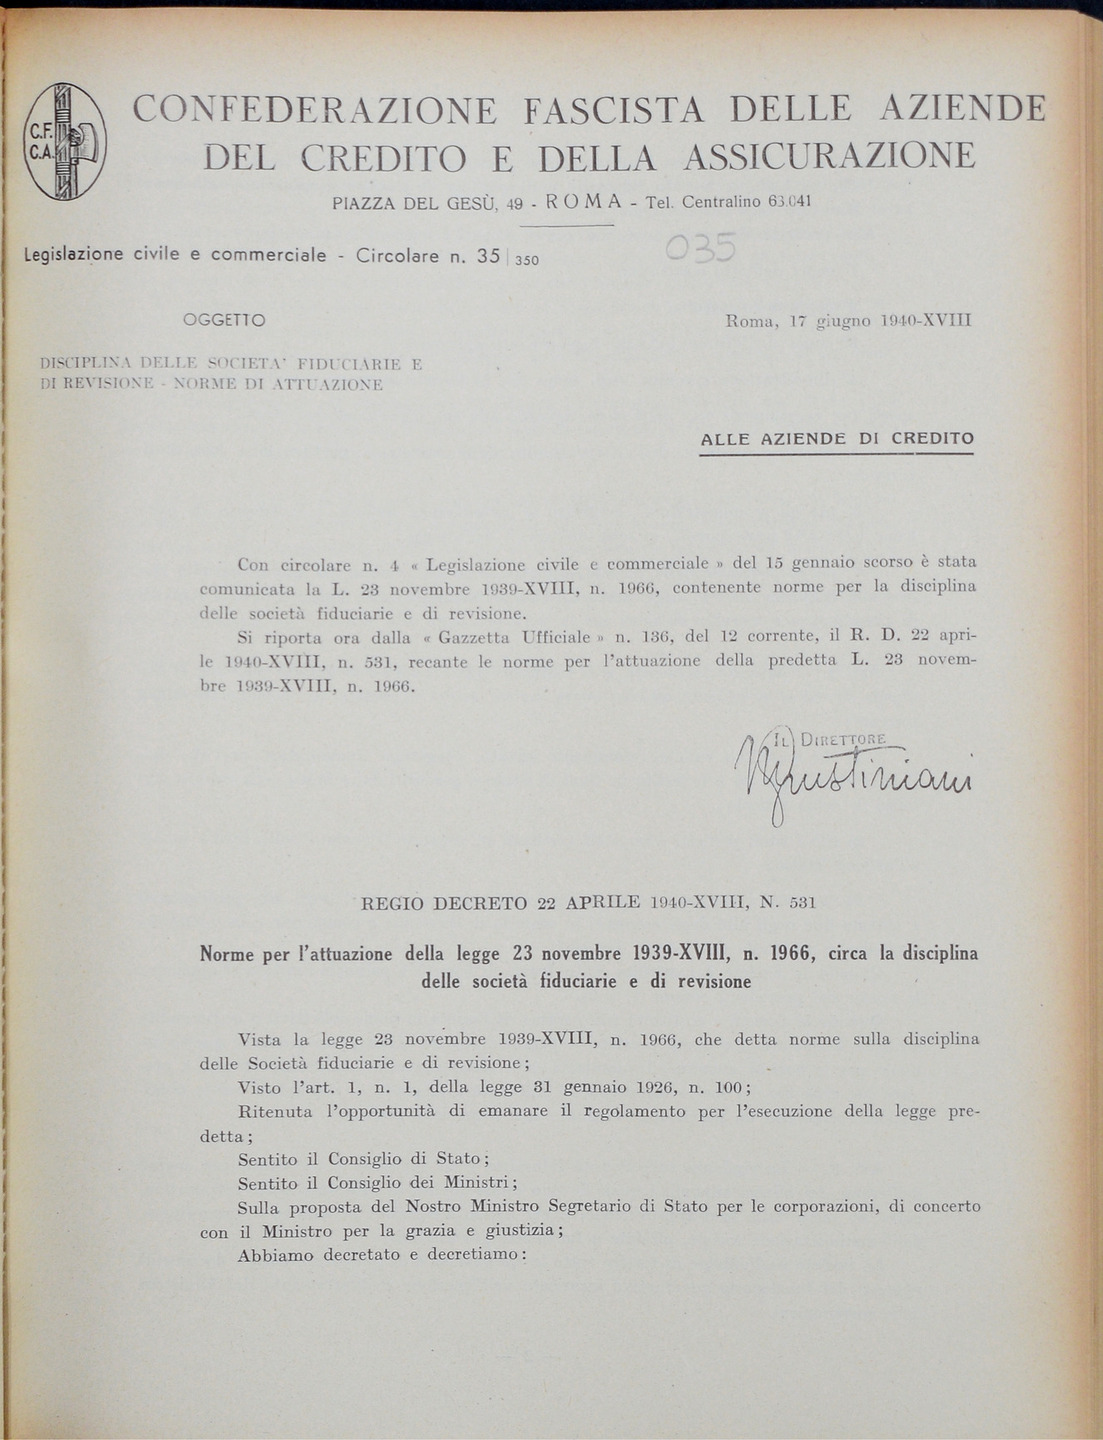 C.F.
C.A.
CONFEDERAZIONE FASCISTA DELLE AZIENDE
DEL CREDITO E DELLA ASSICURAZIONE
PIAZZA DEL GESÙ, 49 - ROMA - Tel. Centralino 63.041
Legislazione civile e commerciale - Circolare n. 35 | 350
035
OGGETTO
Roma, 17 giugno 1940-XVIII
DISCIPLINA DELLE SOCIETA' FIDUCIARIE E
DI REVISIONE - NORME DI ATTUAZIONE
ALLE AZIENDE DI CREDITO
Con circolare n. 4 « Legislazione civile e commerciale » del 15 gennaio scorso è stata
comunicata la L. 23 novembre 1939-XVIII, n. 1966, contenente norme per la disciplina
delle società fiduciarie e di revisione.
Si riporta ora dalla « Gazzetta Ufficiale » n. 136, del 12 corrente, il R. D. 22 apri-
le 1940-XVIII, n. 531, recante le norme per l'attuazione della predetta L. 23 novem-
bre 1939-XVIII, n. 1966.
IL DIRETTORE
Giustiniani
REGIO DECRETO 22 APRILE 1940-XVIII, N. 531
Norme per l'attuazione della legge 23 novembre 1939-XVIII, n. 1966, circa la disciplina
delle società fiduciarie e di revisione
Vista la legge 23 novembre 1939-XVIII, n. 1966, che detta norme sulla disciplina
delle Società fiduciarie e di revisione ;
Visto l'art. 1, n. 1, della legge 31 gennaio 1926, n. 100 ;
Ritenuta l'opportunità di emanare il regolamento per l'esecuzione della legge pre-
detta ;
Sentito il Consiglio di Stato ;
Sentito il Consiglio dei Ministri ;
Sulla proposta del Nostro Ministro Segretario di Stato per le corporazioni, di concerto
con il Ministro per la grazia e giustizia ;
Abbiamo decretato e decretiamo :